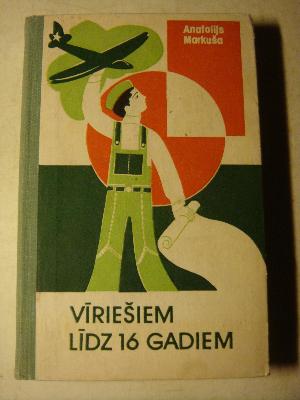 Anatolijs
Markuša
VĪRIEŠIEM
LĪDZ 16 GADIEM